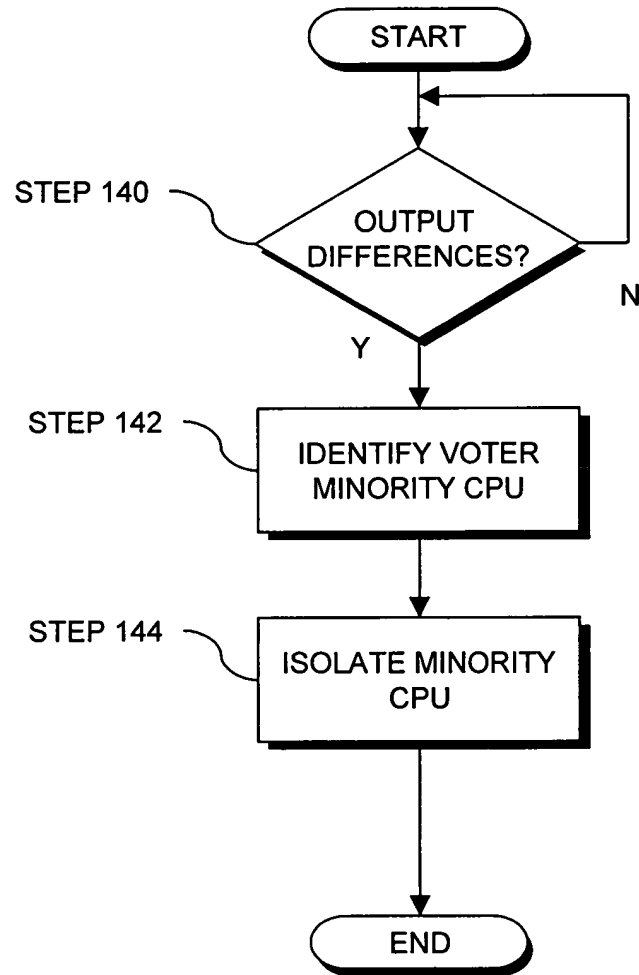 START
STEP 140
OUTPUT
DIFFERENCES?
N
Y
STEP 142
IDENTIFY VOTER
MINORITY CPU
STEP 144
ISOLATE MINORITY
CPU
END